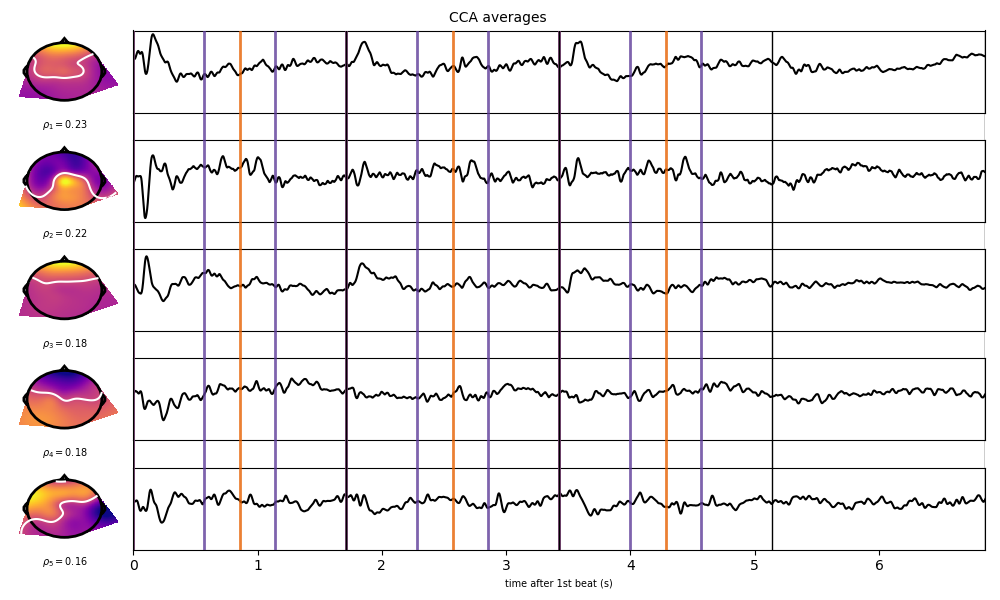 CCA averages
ρ₁ = 0.23
ρ₂ = 0.22
ρ₃ = 0.18
ρ₄ = 0.18
ρ₅ = 0.16
0 1 2 3 4 5 6
time after 1st beat (s)